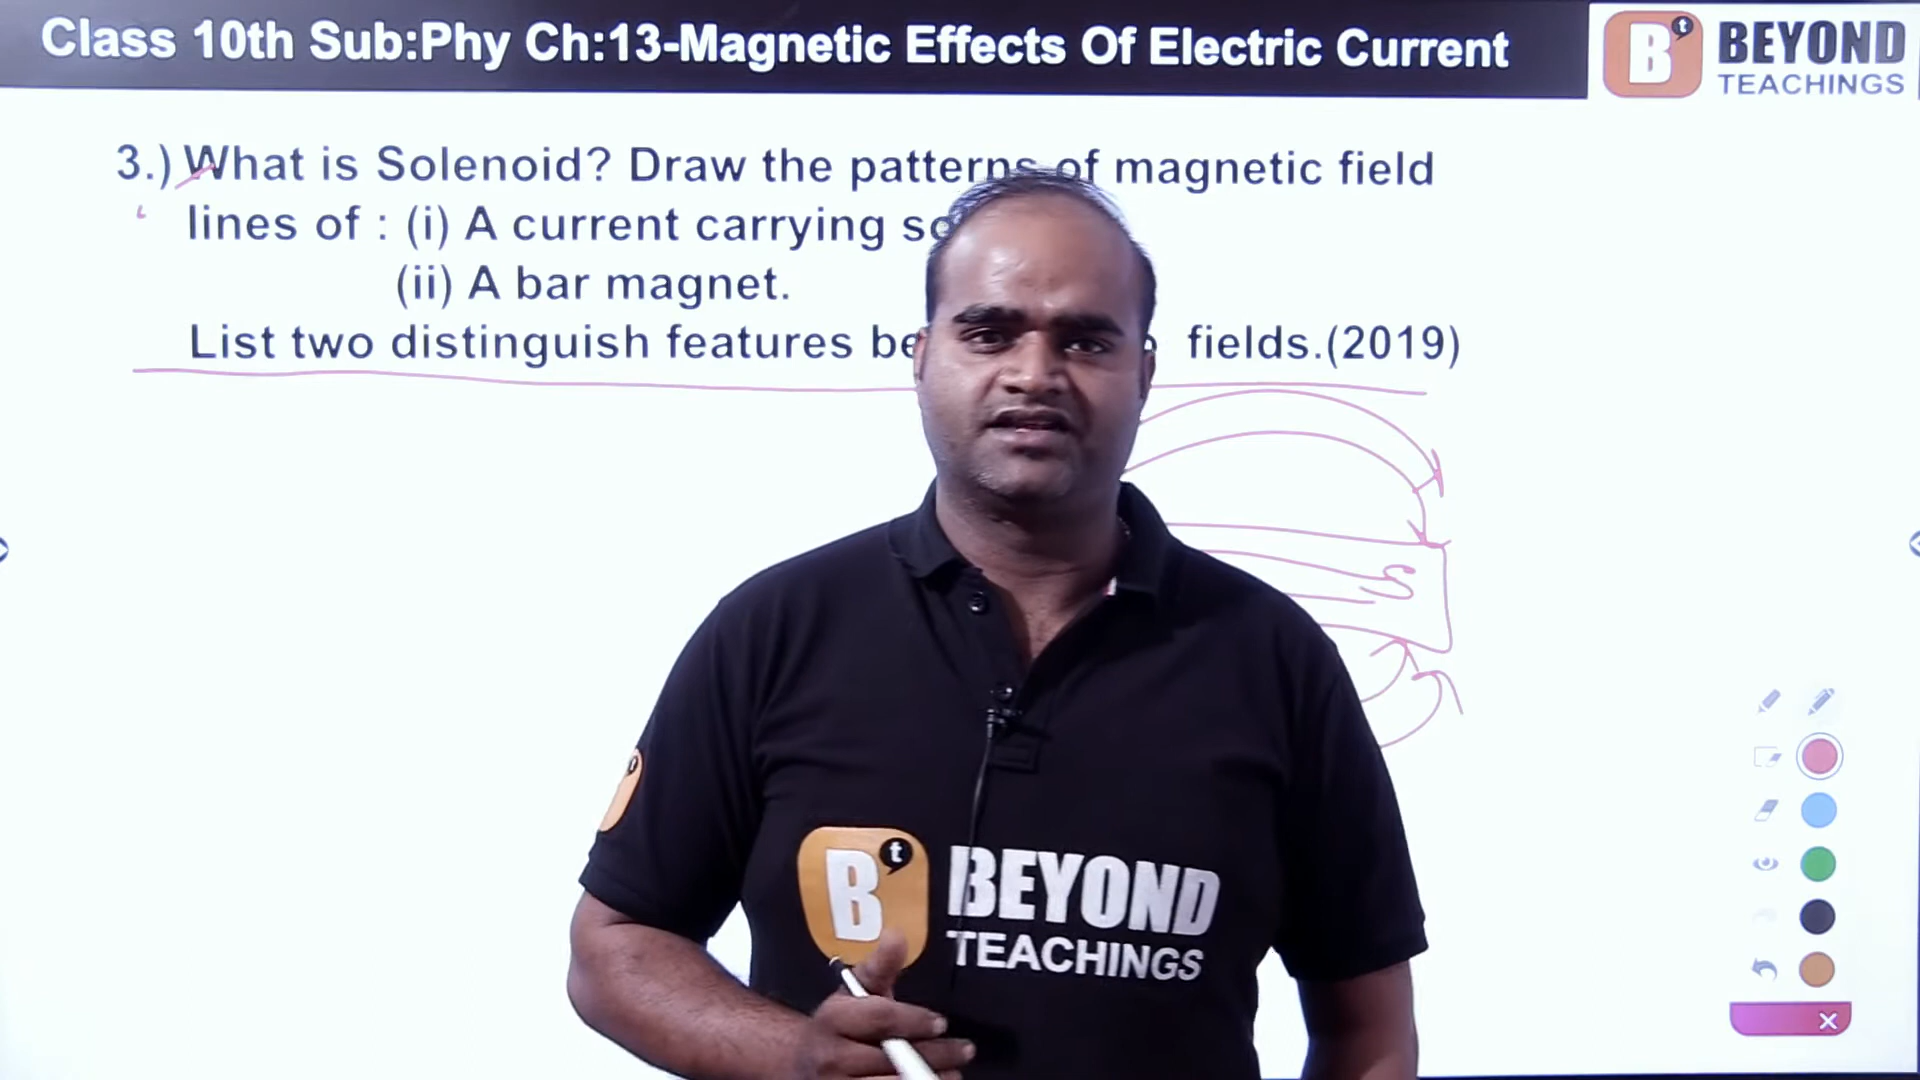 Class 10th Sub:Phy Ch:13-Magnetic Effects Of Electric Current
Bt BEYOND
TEACHINGS
3.) What is Solenoid? Draw the patterns of magnetic field
lines of : (i) A current carrying
(ii) A bar magnet.
List two distinguish features fields.(2019)
S
Bt BEYOND
TEACHINGS